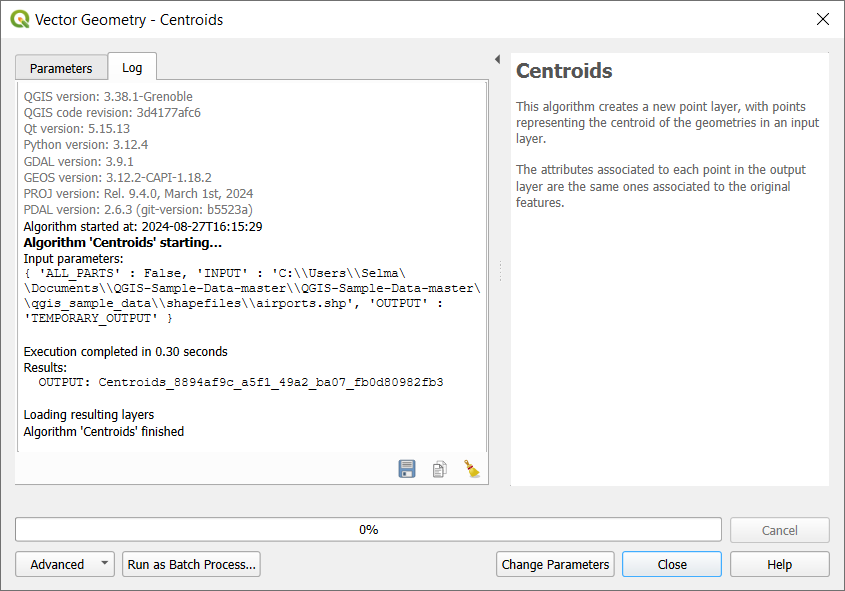 Vector Geometry - Centroids
Parameters
Log
QGIS version: 3.38.1-Grenoble
QGIS code revision: 3d4177afc6
Qt version: 5.15.13
Python version: 3.12.4
GDAL version: 3.9.1
GEOS version: 3.12.2-CAPI-1.18.2
PROJ version: Rel. 9.4.0, March 1st, 2024
PDAL version: 2.6.3 (git-version: b5523a)
Algorithm started at: 2024-08-27T16:15:29
Algorithm 'Centroids' starting…
Input parameters:
{ 'ALL_PARTS' : False, 'INPUT' : 'C:\\Users\\Selma\
\Documents\\QGIS-Sample-Data-master\\QGIS-Sample-Data-master\
\qgis_sample_data\\shapefiles\\airports.shp', 'OUTPUT' :
'TEMPORARY_OUTPUT' }
Execution completed in 0.30 seconds
Results:
OUTPUT: Centroids_8894af9c_a5f1_49a2_ba07_fb0d80982fb3
Loading resulting layers
Algorithm 'Centroids' finished
Centroids
This algorithm creates a new point layer, with points
representing the centroid of the geometries in an input
layer.
The attributes associated to each point in the output
layer are the same ones associated to the original
features.
0%
Cancel
Advanced
Run as Batch Process…
Change Parameters
Close
Help